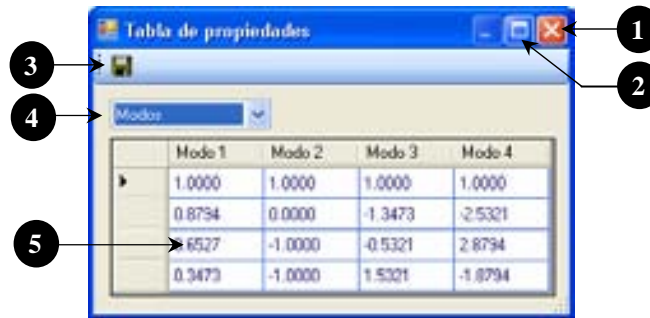 Tabla de propiedades
1
2
3
4
Modos
Modo 1 Modo 2 Modo 3 Modo 4
1.0000 1.0000 1.0000 1.0000
0.8794 0.0000 -1.3473 -2.5321
5
.6527 -1.0000 -0.5321 2.8794
0.3473 -1.0000 1.5321 -1.8794